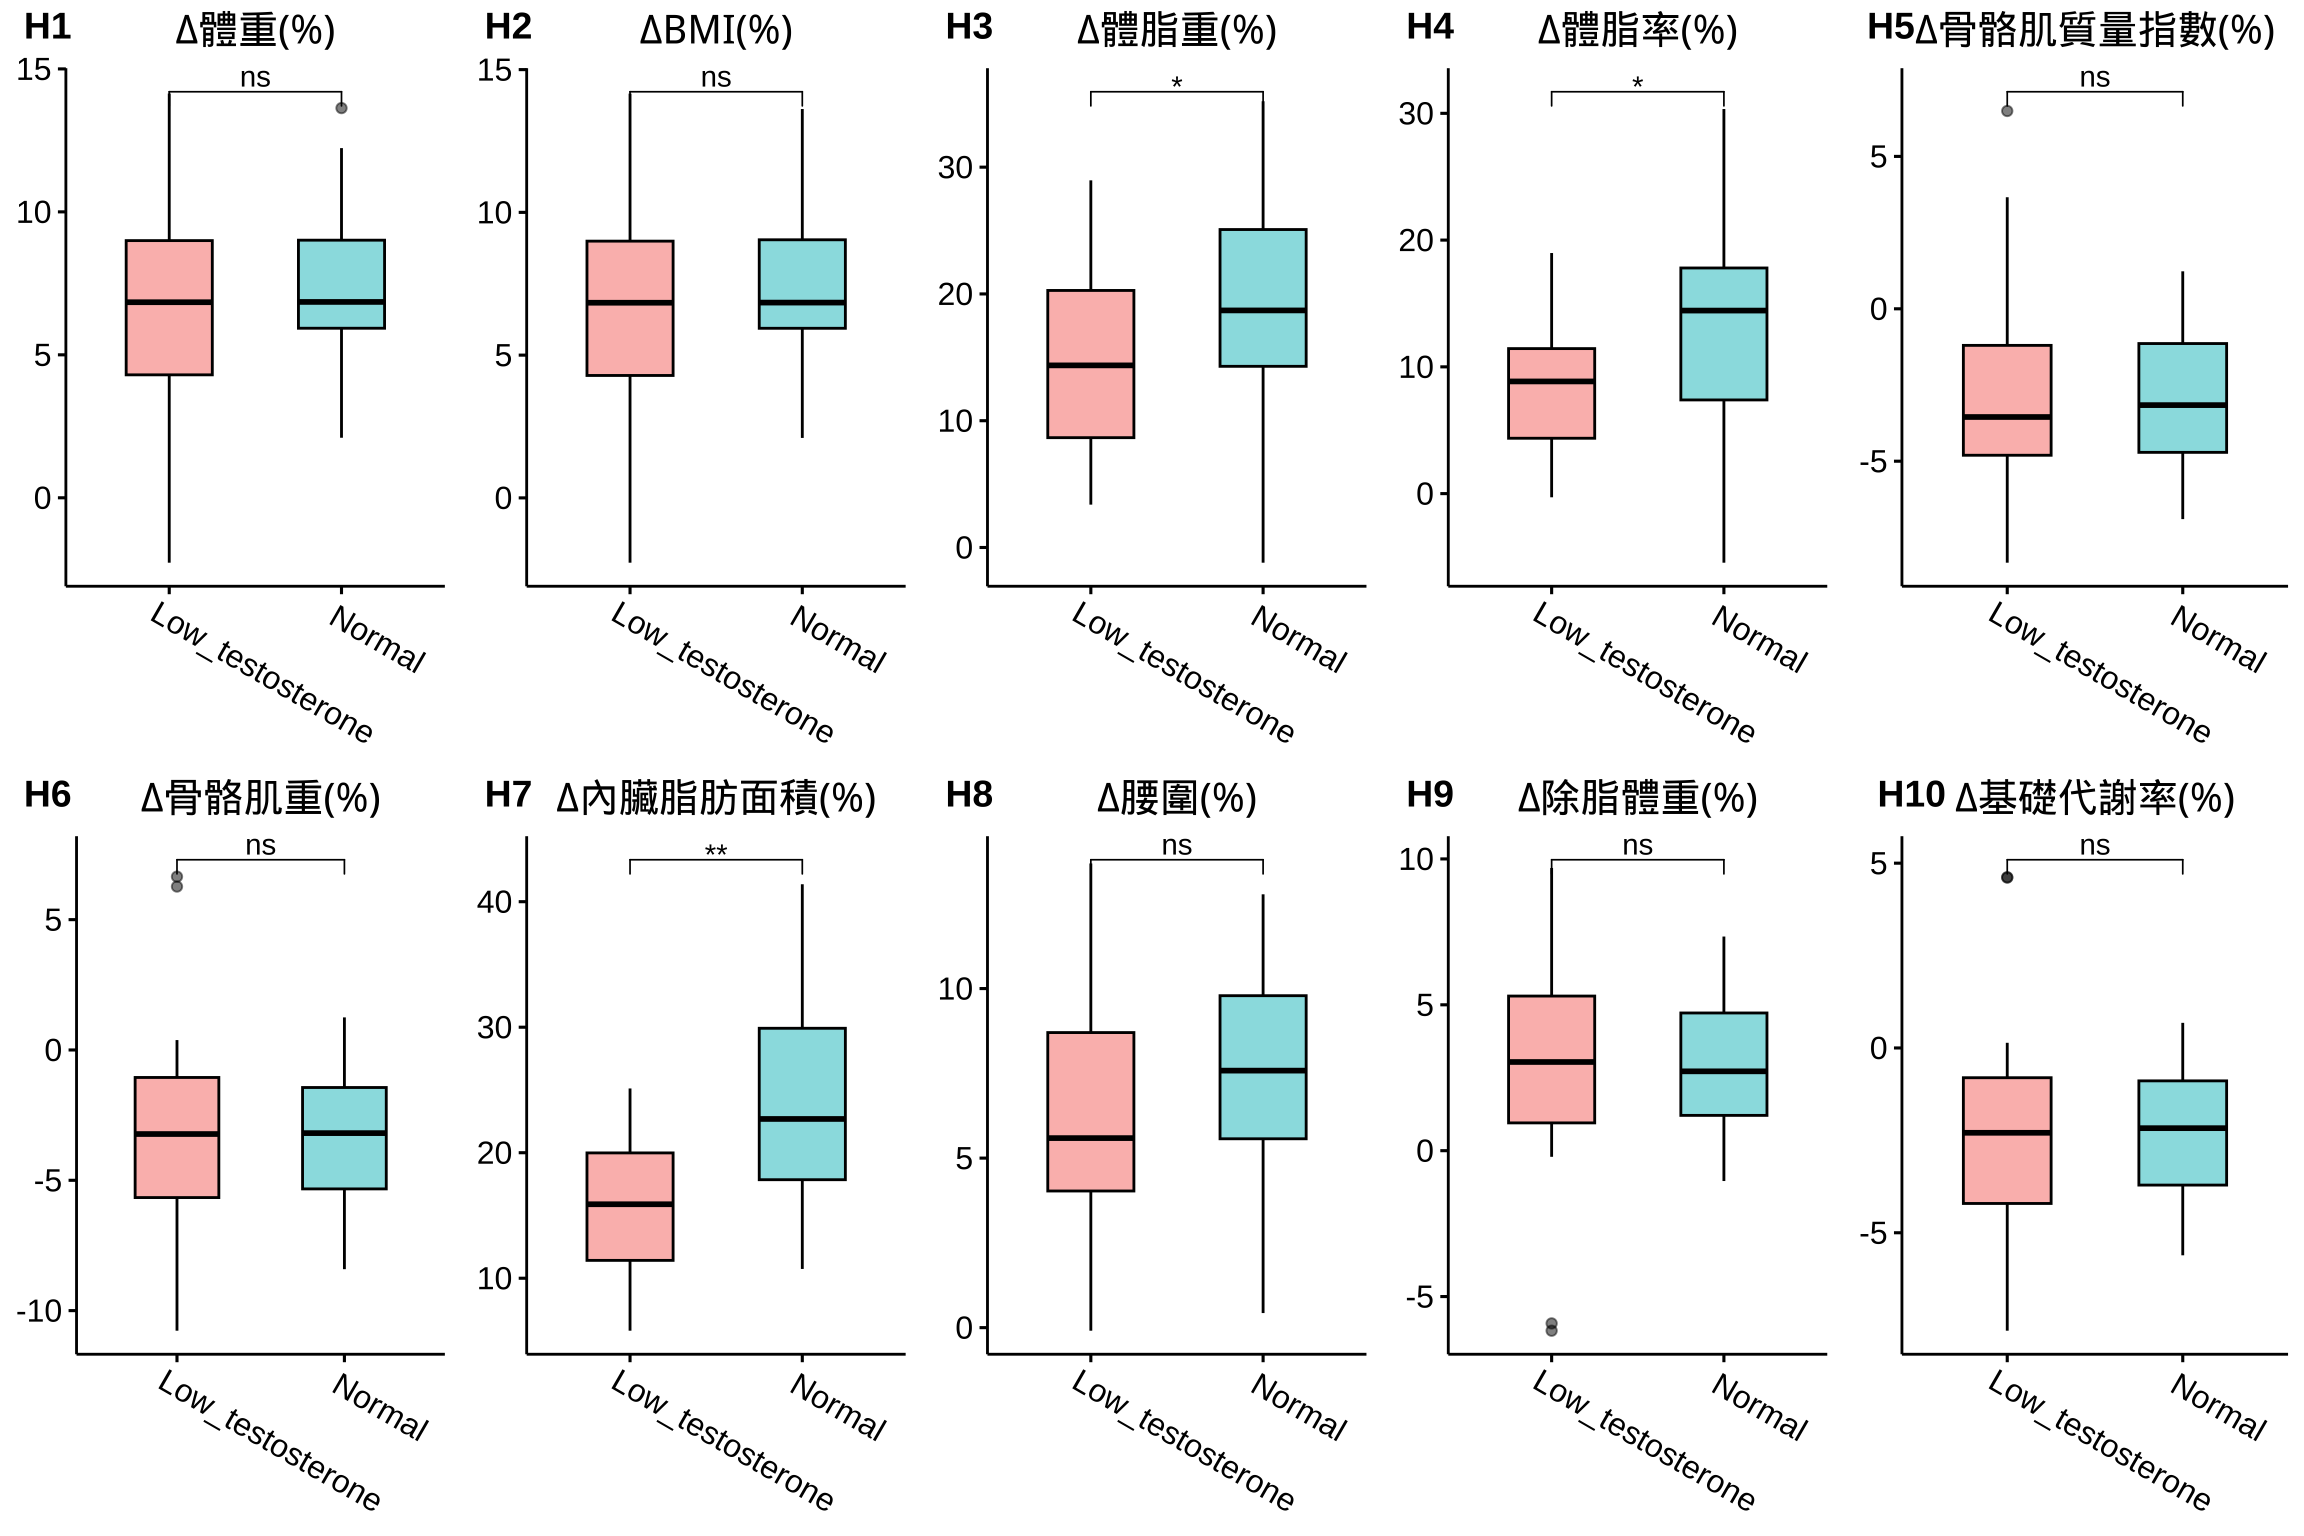 H1 Δ體重(%)
ns
15
10
5
0
Low_testosterone
Normal
H2 ΔBMI(%)
ns
15
10
5
0
Low_testosterone
Normal
H3 Δ體脂重(%)
*
30
20
10
0
Low_testosterone
Normal
H4 Δ體脂率(%)
*
30
20
10
0
Low_testosterone
Normal
H5 Δ骨骼肌質量指數(%)
ns
5
0
-5
Low_testosterone
Normal
H6 Δ骨骼肌重(%)
ns
5
0
-5
-10
Low_testosterone
Normal
H7 Δ內臟脂肪面積(%)
**
40
30
20
10
Low_testosterone
Normal
H8 Δ腰圍(%)
ns
10
5
0
Low_testosterone
Normal
H9 Δ除脂體重(%)
ns
10
5
0
-5
Low_testosterone
Normal
H10 Δ基礎代謝率(%)
ns
5
0
-5
Low_testosterone
Normal